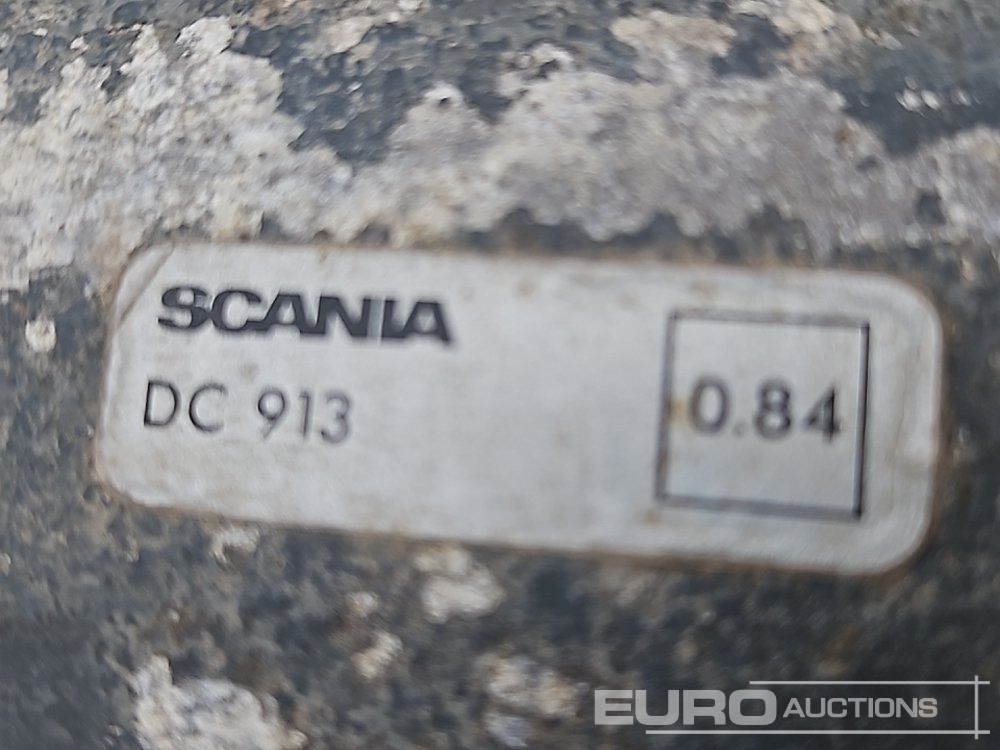 SCANIA
DC 913
0.84
EURO AUCTIONS